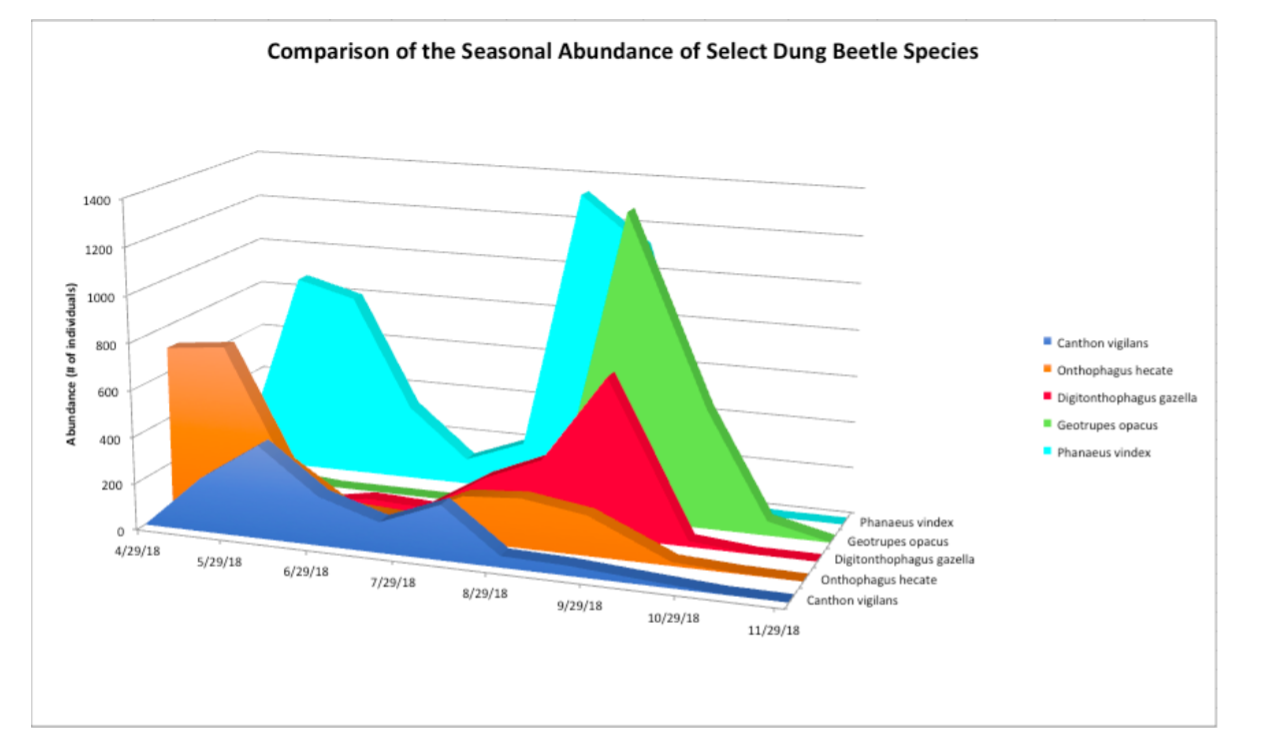 Comparison of the Seasonal Abundance of Select Dung Beetle Species
Abundance (# of individuals)
1400
1200
1000
800
600
400
200
0
4/29/18
5/29/18
6/29/18
7/29/18
8/29/18
9/29/18
10/29/18
11/29/18
Phanaeus vindex
Geotrupes opacus
Digitonthophagus gazella
Onthophagus hecate
Canthon vigilans
Canthon vigilans
Onthophagus hecate
Digitonthophagus gazella
Geotrupes opacus
Phanaeus vindex